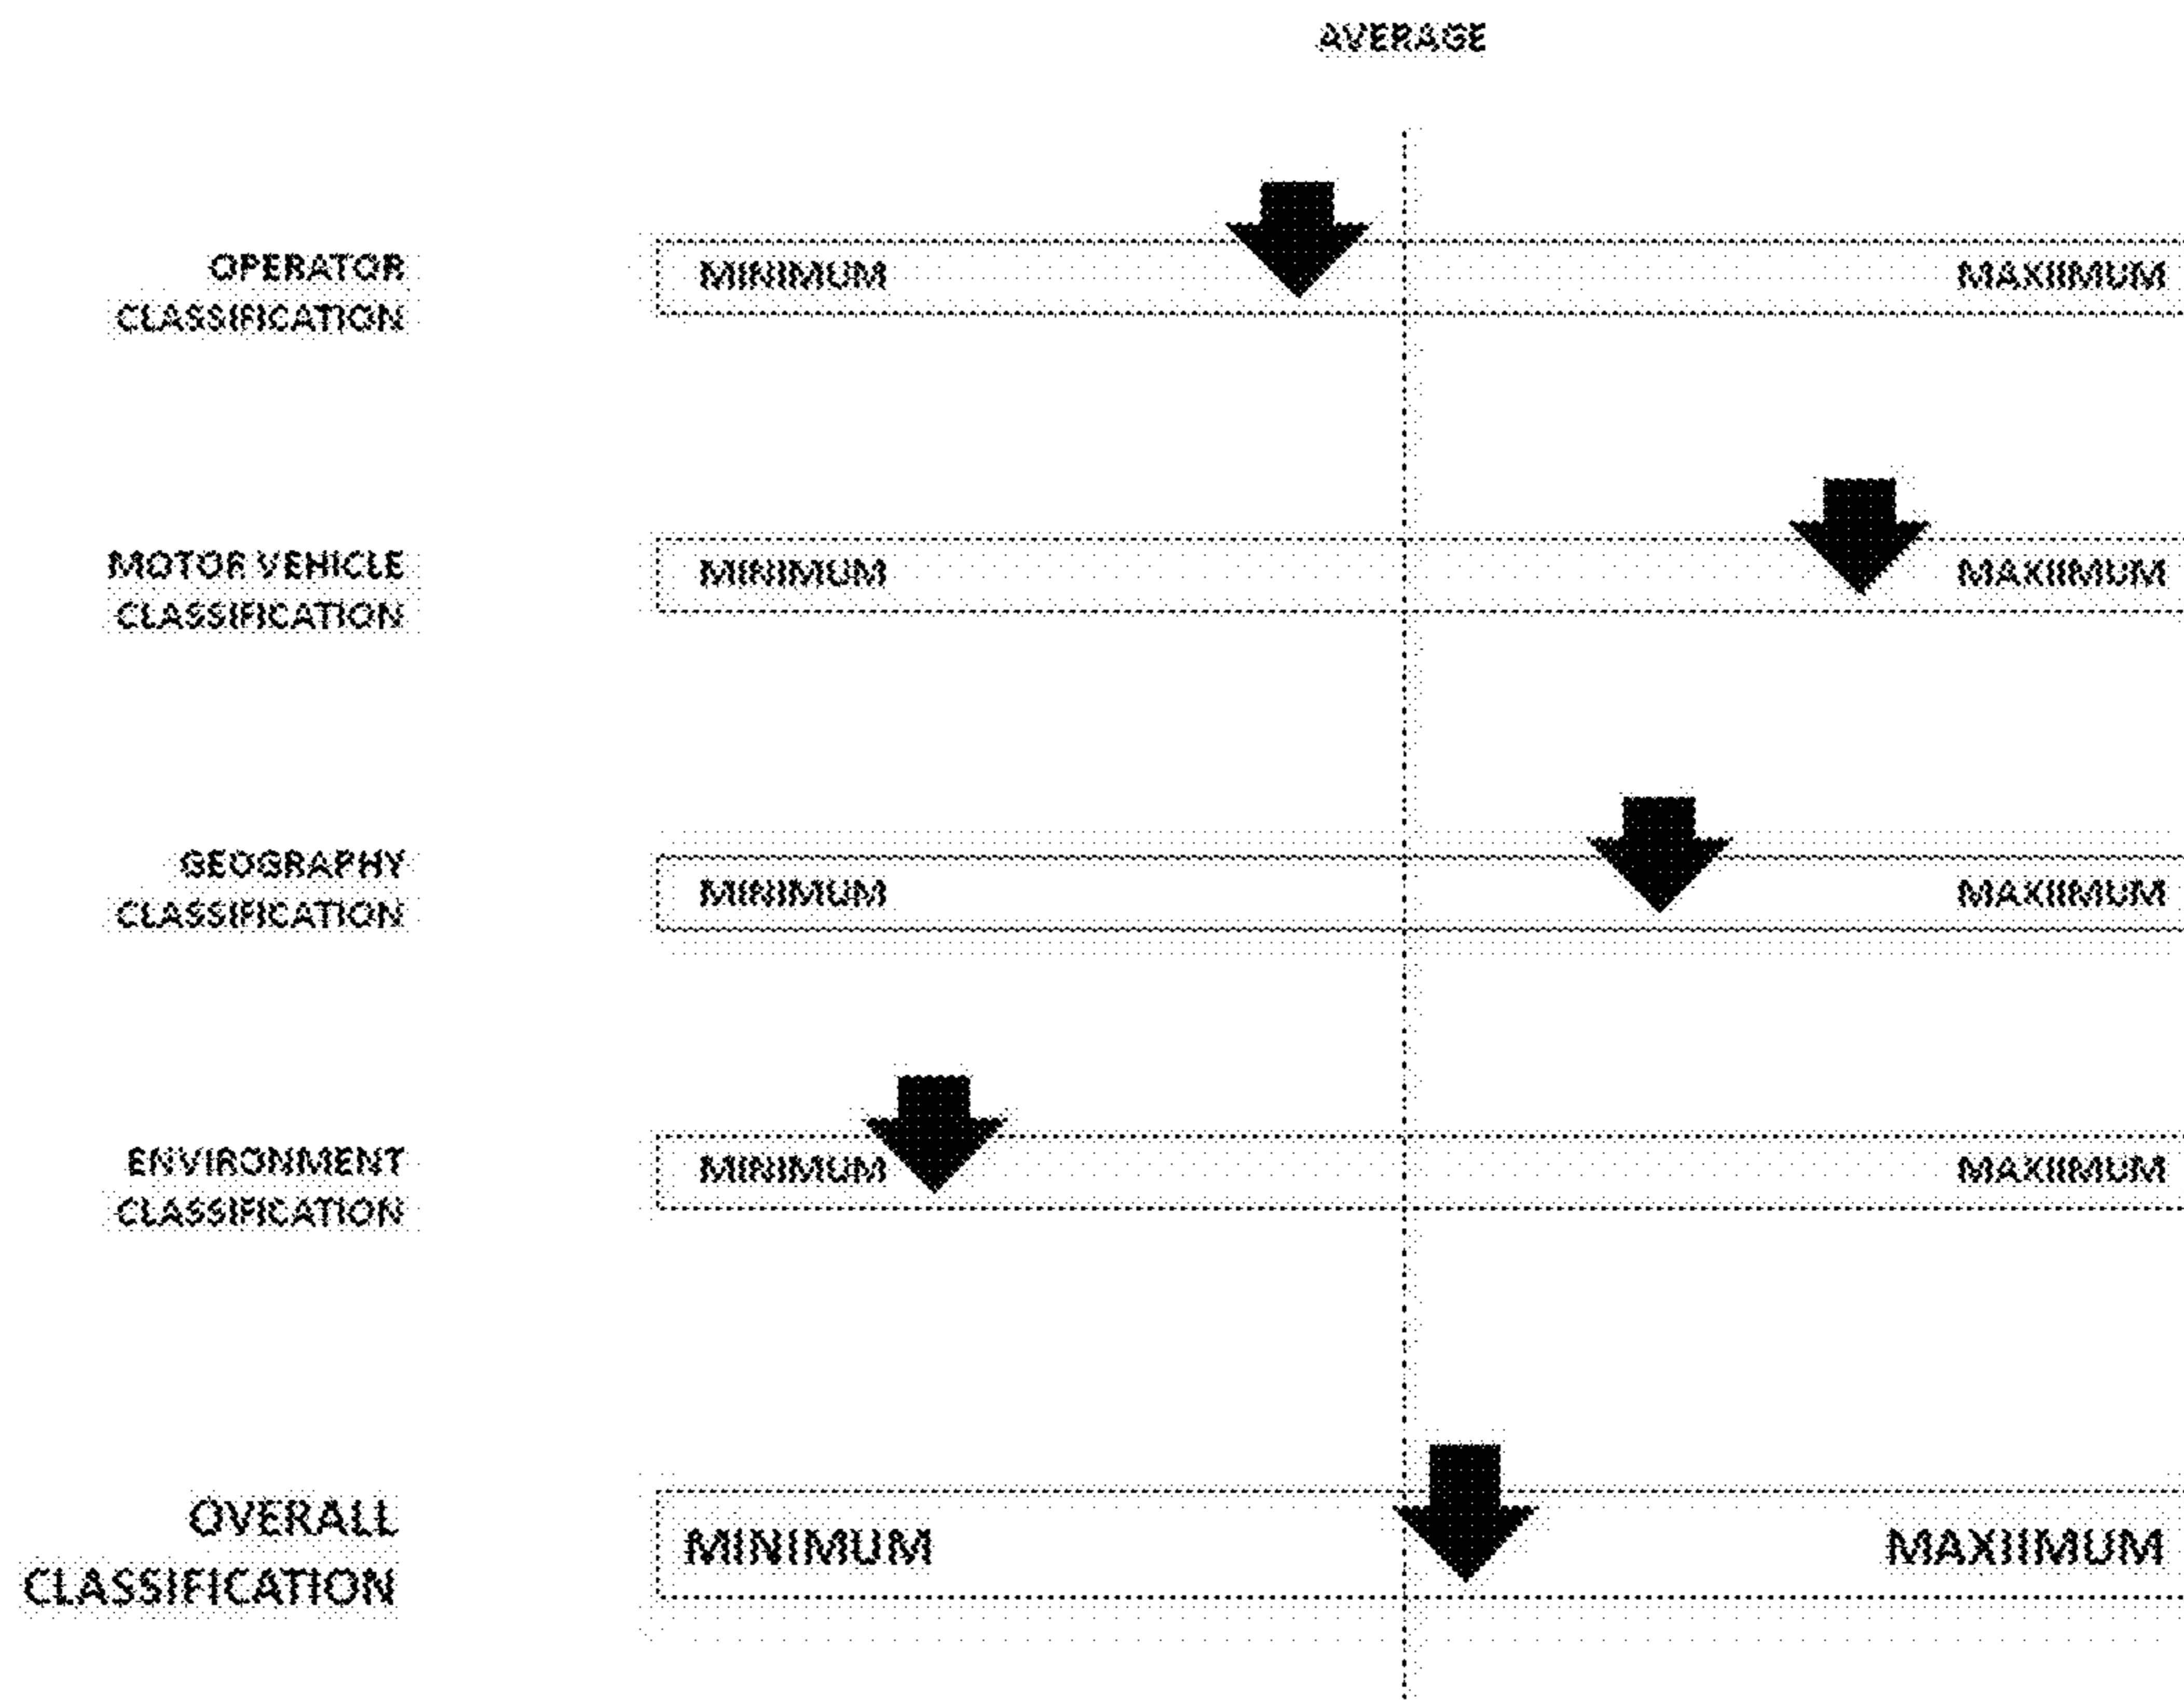 AVERAGE
OPERATOR
CLASSIFICATION
MINIMUM
MAXIIMUM
MOTOR VEHICLE
CLASSIFICATION
MINIMUM
MAXIIMUM
GEOGRAPHY
CLASSIFICATION
MINIMUM
MAXIIMUM
ENVIRONMENT
CLASSIFICATION
MINIMUM
MAXIIMUM
OVERALL
CLASSIFICATION
MINIMUM
MAXIIMUM